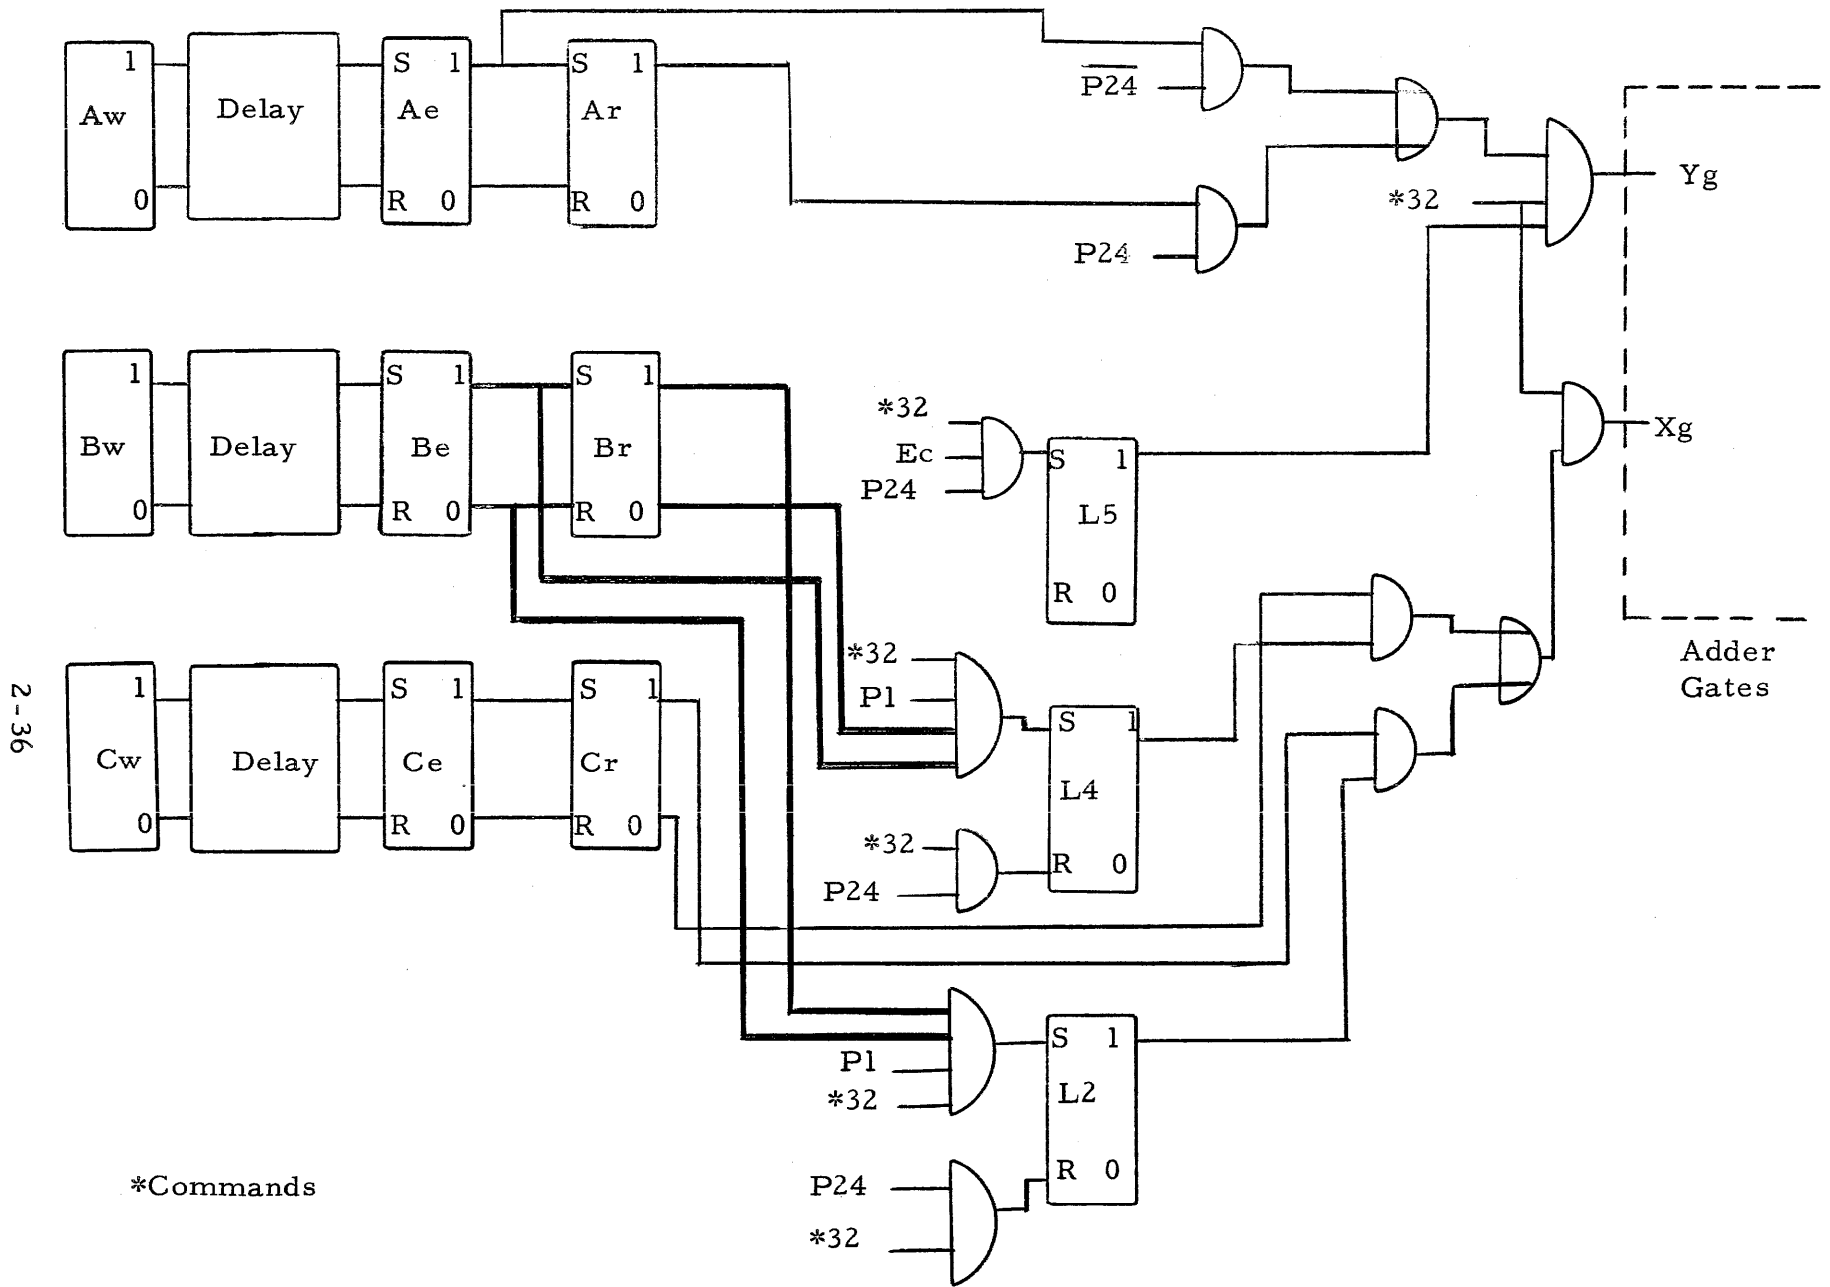 1
S 1
S 1
P24
Aw
Delay
Ae
Ar
0
R 0
R 0
*32
Yg
P24
1
S 1
S 1
*32
Xg
Bw
Delay
Be
Br
Ec
S 1
P24
0
R 0
R 0
L5
R 0
*32
Adder
Gates
1
S 1
S 1
P1
S 1
Cw
Delay
Ce
Cr
L4
0
R 0
R 0
*32
R 0
P24
S 1
P1
*32
L2
R 0
*Commands
P24
*32
2-36